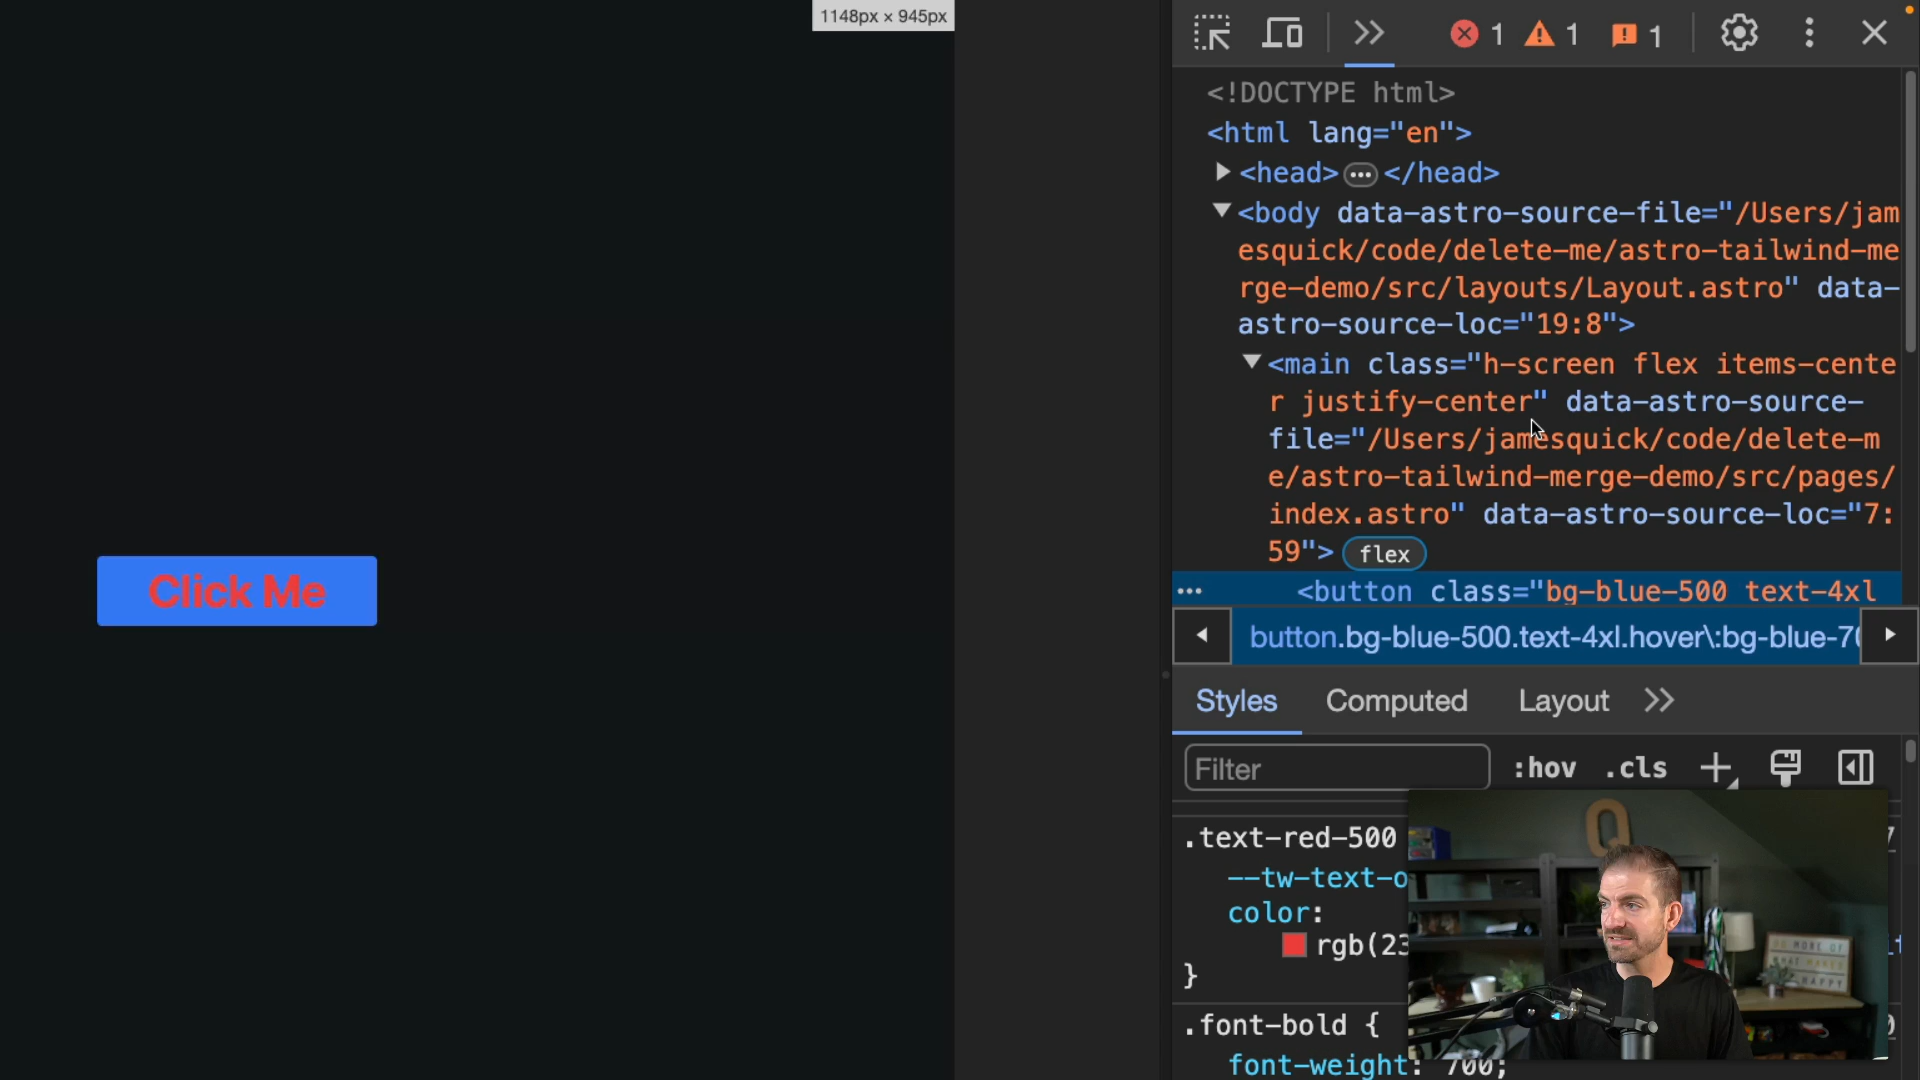 1148px × 945px
1 1 1
<!DOCTYPE html>
<html lang="en">
<head> ••• </head>
<body data-astro-source-file="/Users/jam
esquick/code/delete-me/astro-tailwind-me
rge-demo/src/layouts/Layout.astro" data-
astro-source-loc="19:8">
<main class="h-screen flex items-cente
r justify-center" data-astro-source-
file="/Users/jamesquick/code/delete-m
e/astro-tailwind-merge-demo/src/pages/
index.astro" data-astro-source-loc="7:
59"> flex
Click Me
••• <button class="bg-blue-500 text-4xl
button.bg-blue-500.text-4xl.hover\:bg-blue-70
Styles Computed Layout
Filter :hov .cls
.text-red-500
--tw-text-o
color:
rgb(23
}
.font-bold {
font-weight: 700;
Q